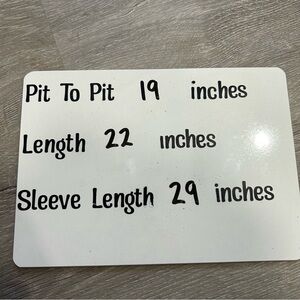 Pit To Pit 19 inches
Length 22 inches
Sleeve Length 29 inches